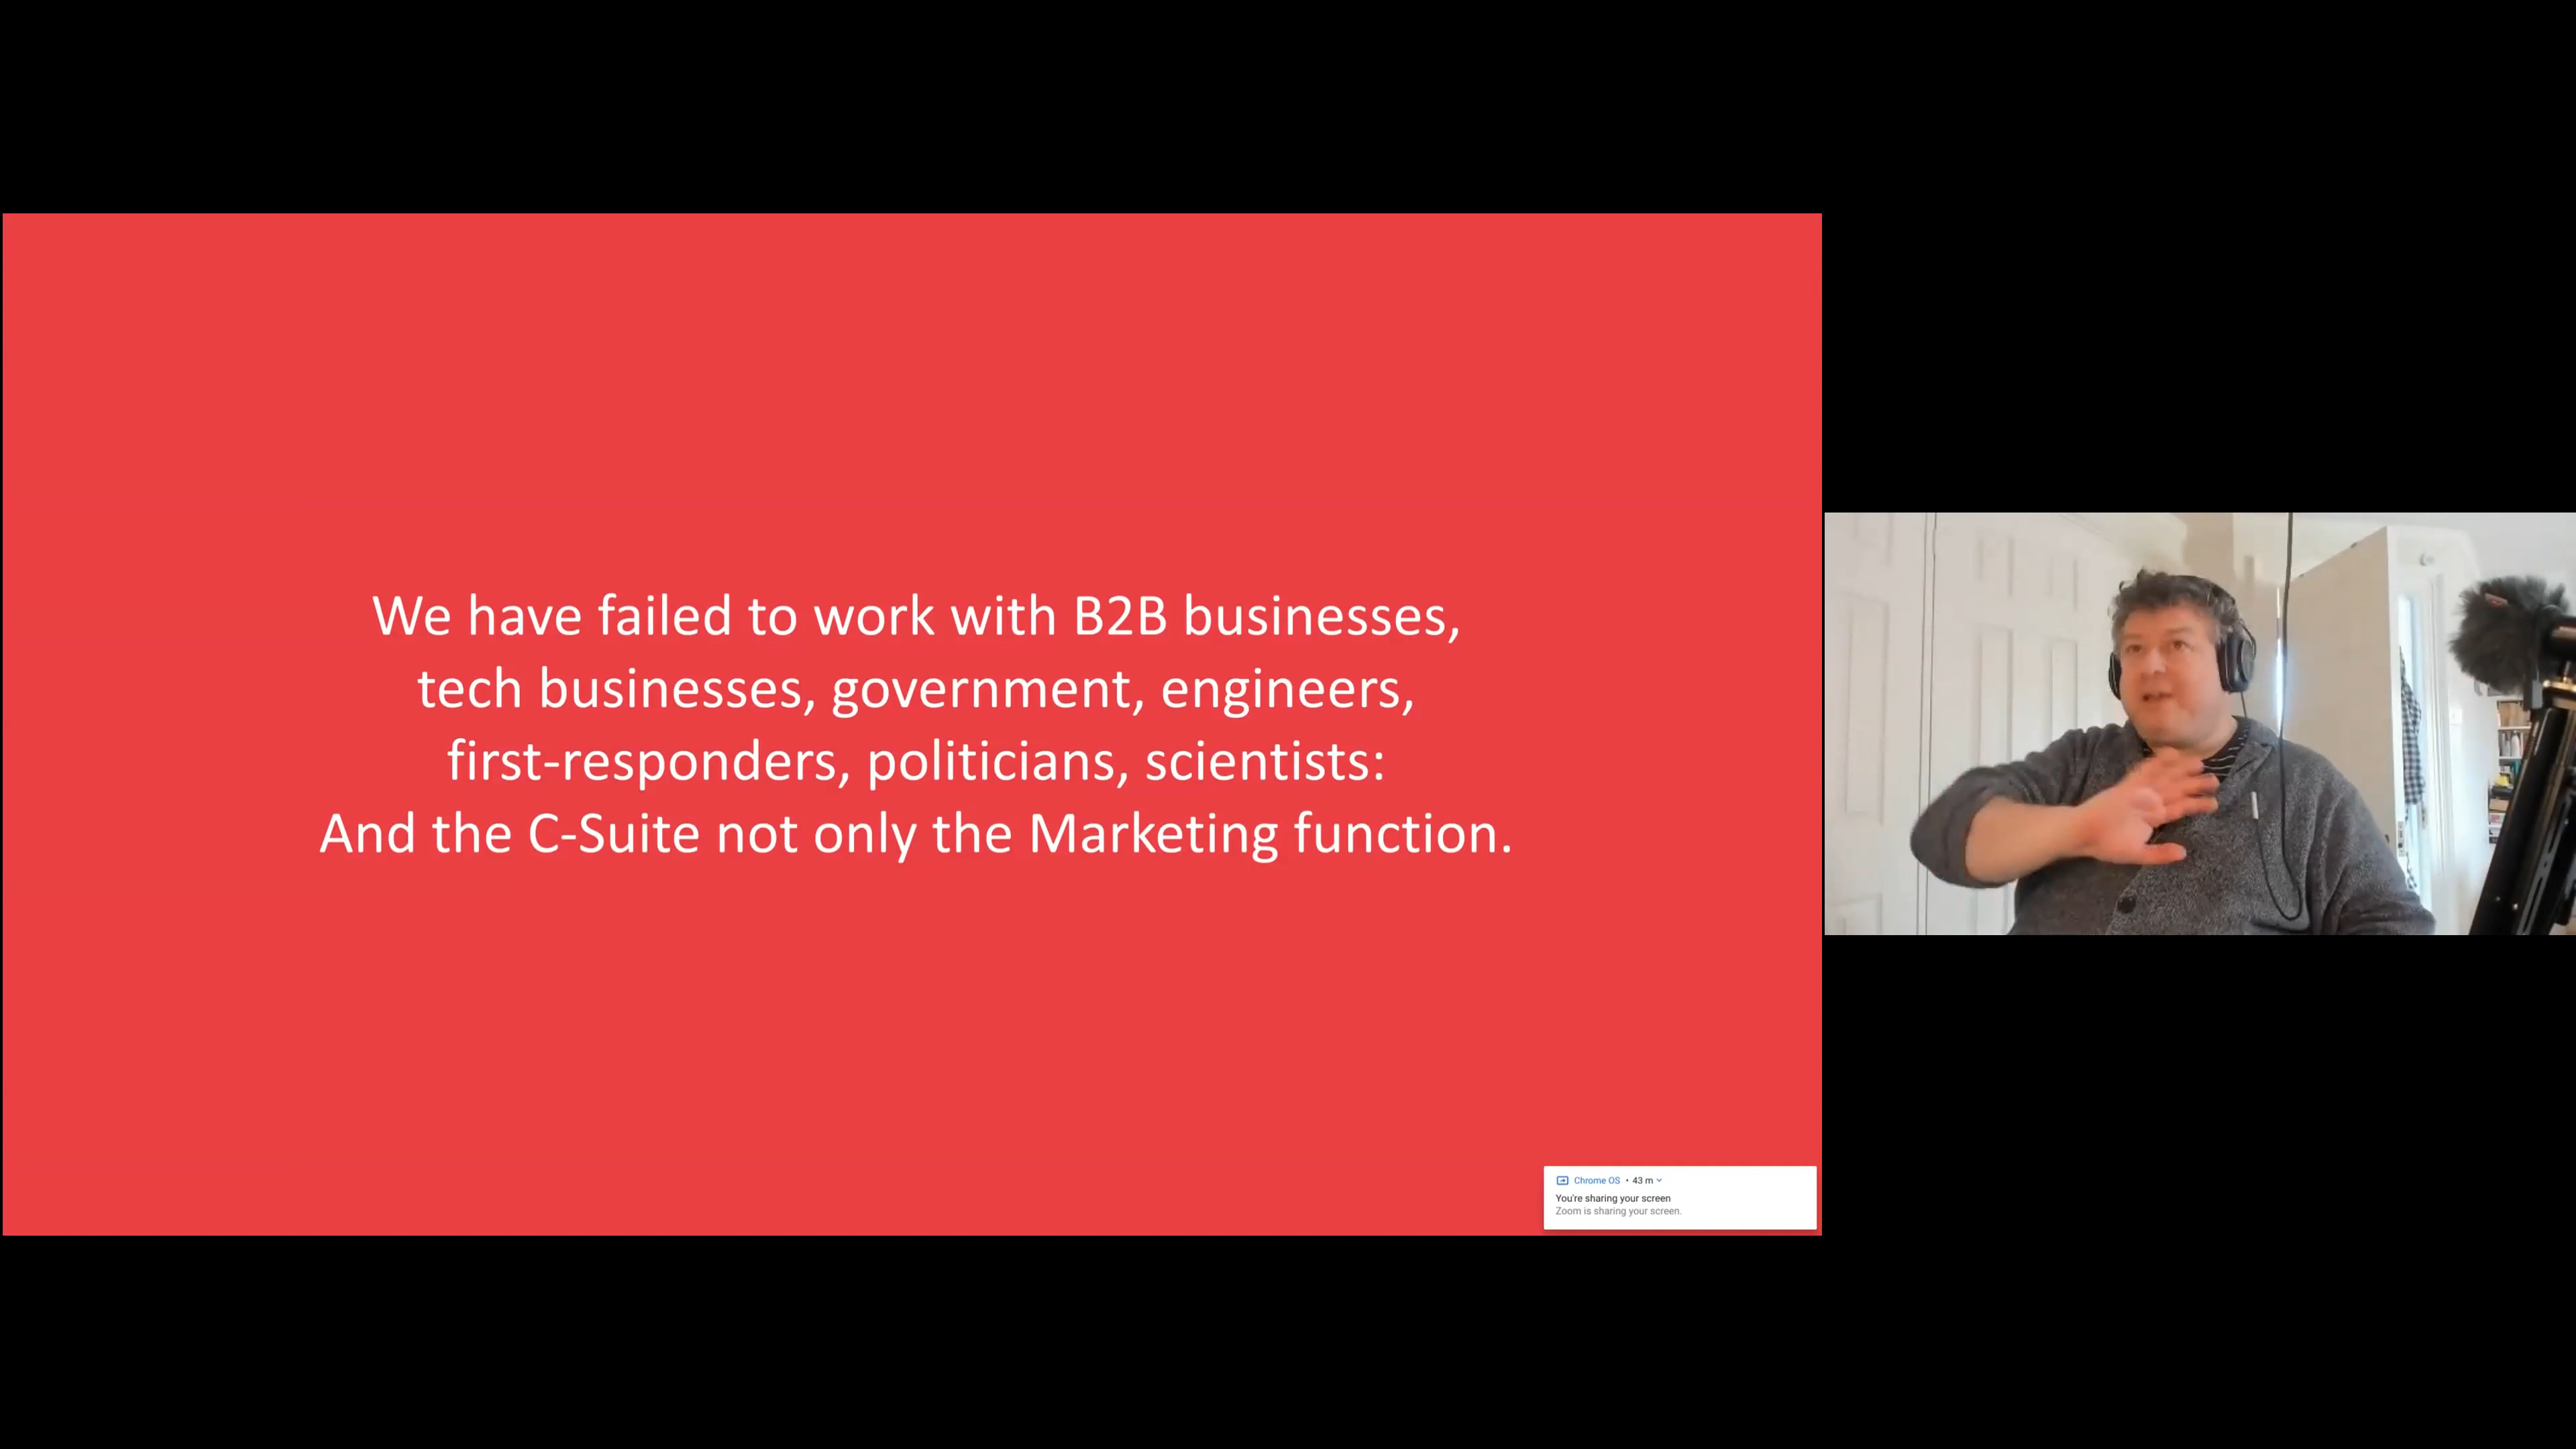 We have failed to work with B2B businesses,
tech businesses, government, engineers,
first-responders, politicians, scientists:
And the C-Suite not only the Marketing function.
Chrome OS • 43 m
You're sharing your screen
Zoom is sharing your screen.